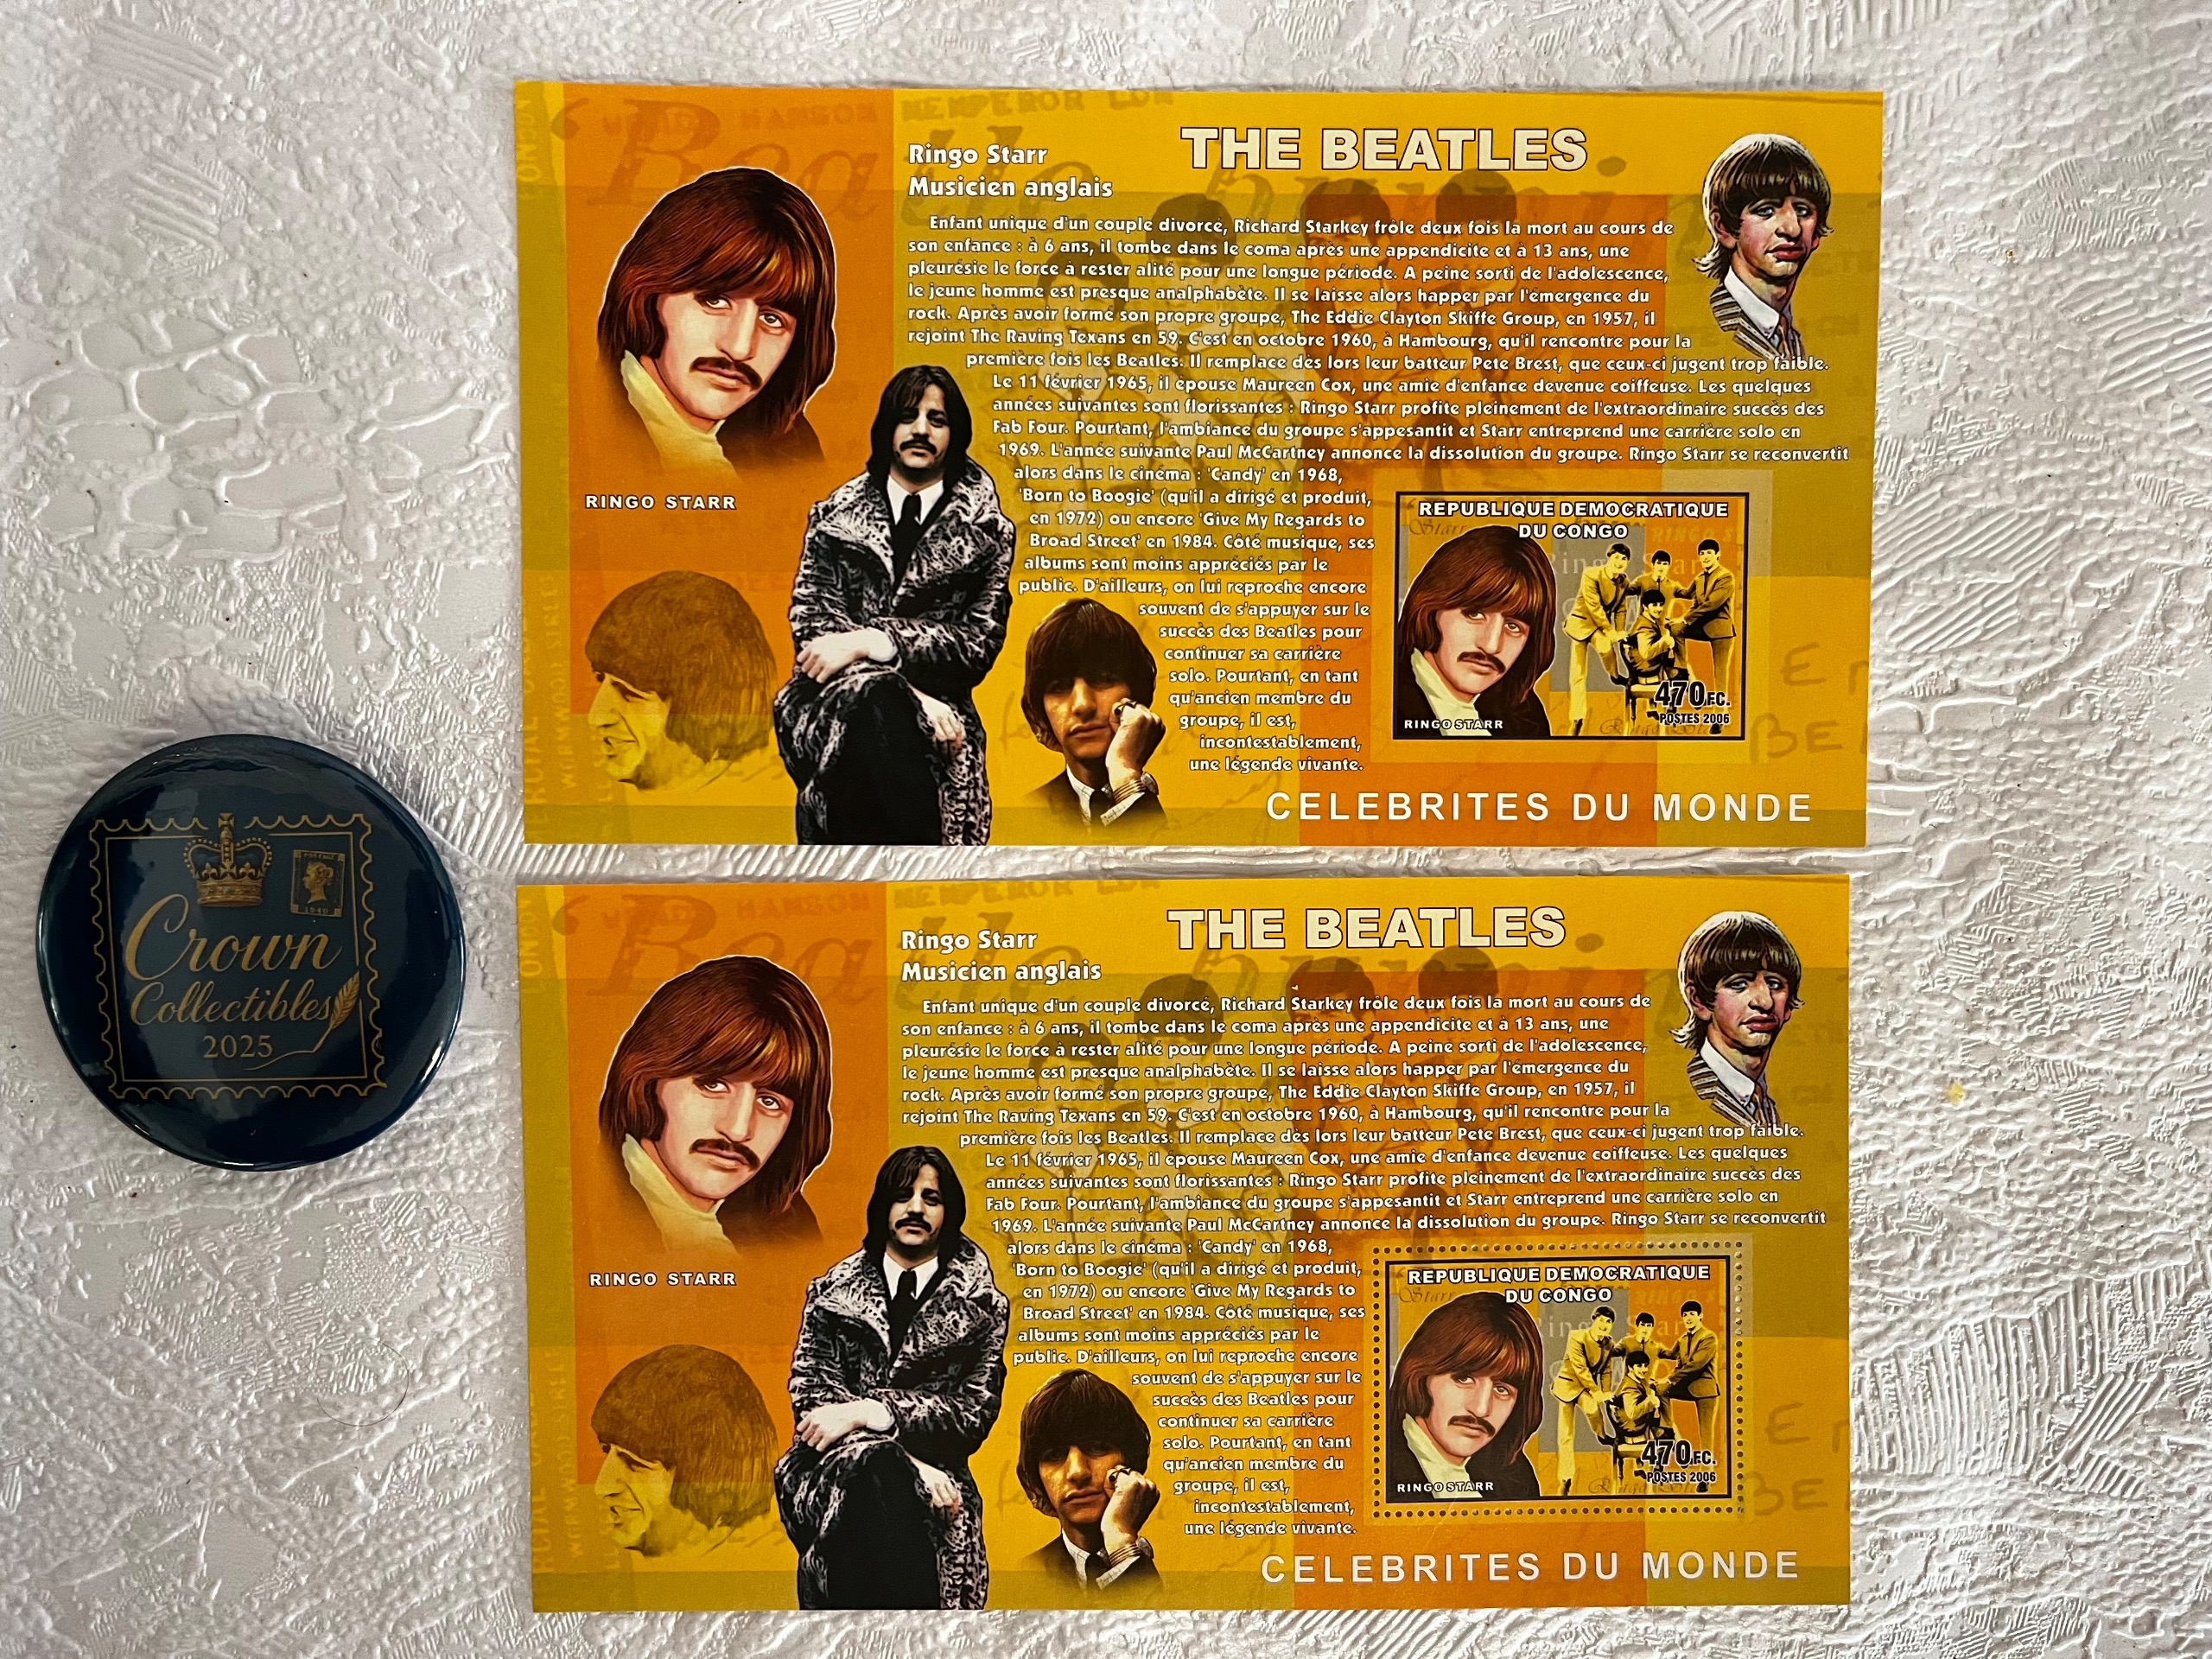 THE BEATLES
Ringo Starr
Musicien anglais
Enfant unique d'un couple divorcé, Richard Starkey frôle deux fois la mort au cours de
son enfance : à 6 ans, il tombe dans le coma après une appendicite et à 13 ans, une
pleurésie le force à rester alité pour une longue période. A peine sorti de l'adolescence,
le jeune homme est presque analphabète. Il se laisse alors happer par l'émergence du
rock. Après avoir formé son propre groupe, The Eddie Clayton Skiffe Group, en 1957, il
rejoint The Raving Texans en 59. C'est en octobre 1960, à Hambourg, qu'il rencontre pour la
première fois les Beatles. Il remplace dès lors leur batteur Pete Brest, que ceux-ci jugent trop faible.
Le 11 février 1965, il épouse Maureen Cox, une amie d'enfance devenue coiffeuse. Les quelques
années suivantes sont florissantes : Ringo Starr profite pleinement de l'extraordinaire succès des
Fab Four. Pourtant, l'ambiance du groupe s'appesantit et Starr entreprend une carrière solo en
1969. L'année suivante Paul McCartney annonce la dissolution du groupe. Ringo Starr se reconvertit
alors dans le cinéma : 'Candy' en 1968,
'Born to Boogie' (qu'il a dirigé et produit,
en 1972) ou encore 'Give My Regards to
Broad Street' en 1984. Côté musique, ses
albums sont moins appréciés par le
public. D'ailleurs, on lui reproche encore
souvent de s'appuyer sur le
succès des Beatles pour
continuer sa carrière
solo. Pourtant, en tant
qu'ancien membre du
groupe, il est,
incontestablement,
une légende vivante.
RINGO STARR
REPUBLIQUE DEMOCRATIQUE
DU CONGO
470 FC.
POSTES 2006
RINGO STARR
CELEBRITES DU MONDE
Crown
Collectibles
2025
POSTAGE
1840
THE BEATLES
Ringo Starr
Musicien anglais
Enfant unique d'un couple divorcé, Richard Starkey frôle deux fois la mort au cours de
son enfance : à 6 ans, il tombe dans le coma après une appendicite et à 13 ans, une
pleurésie le force à rester alité pour une longue période. A peine sorti de l'adolescence,
le jeune homme est presque analphabète. Il se laisse alors happer par l'émergence du
rock. Après avoir formé son propre groupe, The Eddie Clayton Skiffe Group, en 1957, il
rejoint The Raving Texans en 59. C'est en octobre 1960, à Hambourg, qu'il rencontre pour la
première fois les Beatles. Il remplace dès lors leur batteur Pete Brest, que ceux-ci jugent trop faible.
Le 11 février 1965, il épouse Maureen Cox, une amie d'enfance devenue coiffeuse. Les quelques
années suivantes sont florissantes : Ringo Starr profite pleinement de l'extraordinaire succès des
Fab Four. Pourtant, l'ambiance du groupe s'appesantit et Starr entreprend une carrière solo en
1969. L'année suivante Paul McCartney annonce la dissolution du groupe. Ringo Starr se reconvertit
alors dans le cinéma : 'Candy' en 1968,
'Born to Boogie' (qu'il a dirigé et produit,
en 1972) ou encore 'Give My Regards to
Broad Street' en 1984. Côté musique, ses
albums sont moins appréciés par le
public. D'ailleurs, on lui reproche encore
souvent de s'appuyer sur le
succès des Beatles pour
continuer sa carrière
solo. Pourtant, en tant
qu'ancien membre du
groupe, il est,
incontestablement,
une légende vivante.
RINGO STARR
REPUBLIQUE DEMOCRATIQUE
DU CONGO
470 FC.
POSTES 2006
RINGO STARR
CELEBRITES DU MONDE